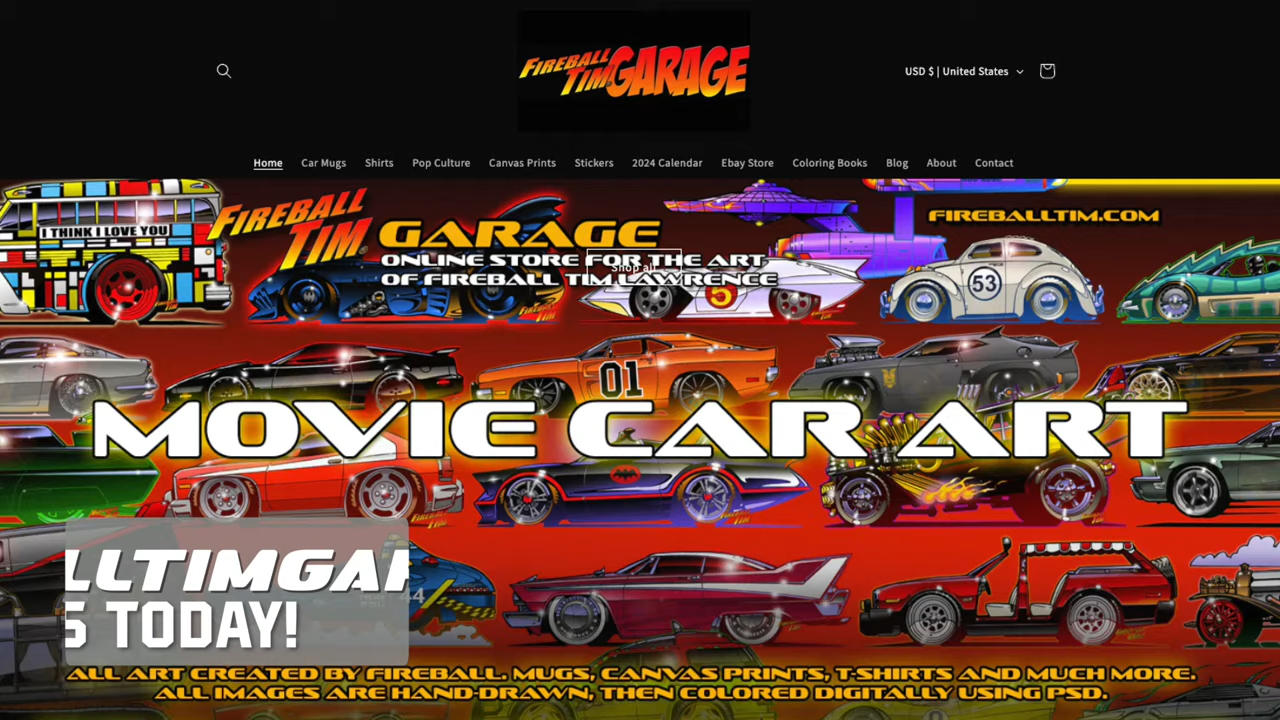 FIREBALL
TIM GARAGE
USD $ | United States
Home Car Mugs Shirts Pop Culture Canvas Prints Stickers 2024 Calendar Ebay Store Coloring Books Blog About Contact
I THINK I LOVE YOU
FIREBALL
TIM
GARAGE
ONLINE STORE FOR THE ART
OF FIREBALL TIM LAWRENCE
Shop all
FIREBALLTIM.COM
5
53
01
MOVIE CAR ART
LLTIMGAR
S TODAY!
44
ALL ART CREATED BY FIREBALL. MUGS, CANVAS PRINTS, T-SHIRTS AND MUCH MORE.
ALL IMAGES ARE HAND-DRAWN, THEN COLORED DIGITALLY USING PSD.